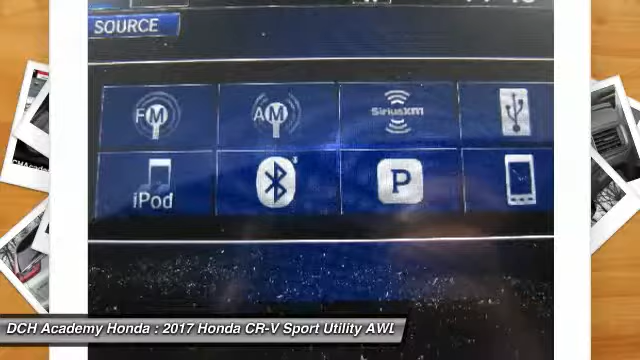 SOURCE
FM
AM
SiriusXM
iPod
P
DCH Academy Honda : 2017 Honda CR-V Sport Utility AWD